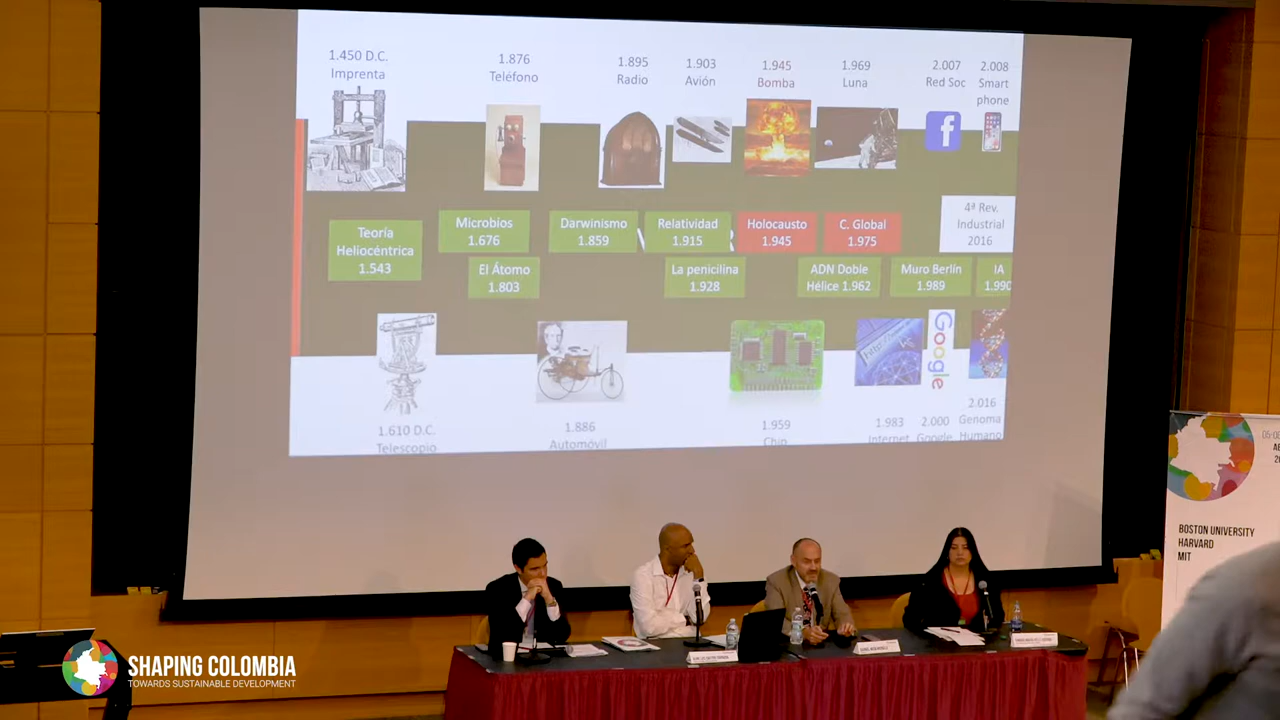 1.450 D.C.
Imprenta
1.876
Teléfono
1.895
Radio
1.903
Avión
1.945
Bomba
1.969
Luna
2.007
Red Soc
2.008
Smart
phone
f
Teoría
Heliocéntrica
1.543
Microbios
1.676
El Átomo
1.803
Darwinismo
1.859
Relatividad
1.915
La penicilina
1.928
Holocausto
1.945
C. Global
1.975
ADN Doble
Hélice 1.962
Muro Berlín
1.989
4ª Rev.
Industrial
2016
IA
1.990
http://
Google
1.610 D.C.
Telescopio
1.886
Automóvil
1.959
Chip
1.983
Internet
2.000
Google
2.016
Genoma
Humano
BOSTON UNIVERSITY
HARVARD
MIT
SHAPING COLOMBIA
TOWARDS SUSTAINABLE DEVELOPMENT